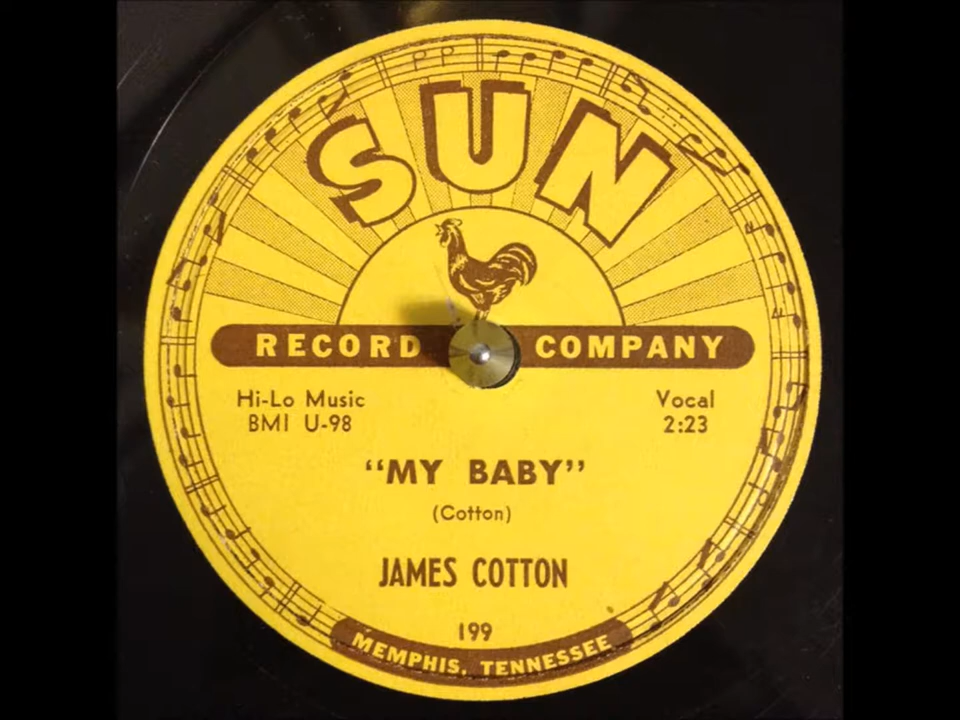 SUN
RECORD COMPANY
Hi-Lo Music
BMI U-98
Vocal
2:23
“MY BABY”
(Cotton)
JAMES COTTON
199
MEMPHIS, TENNESSEE